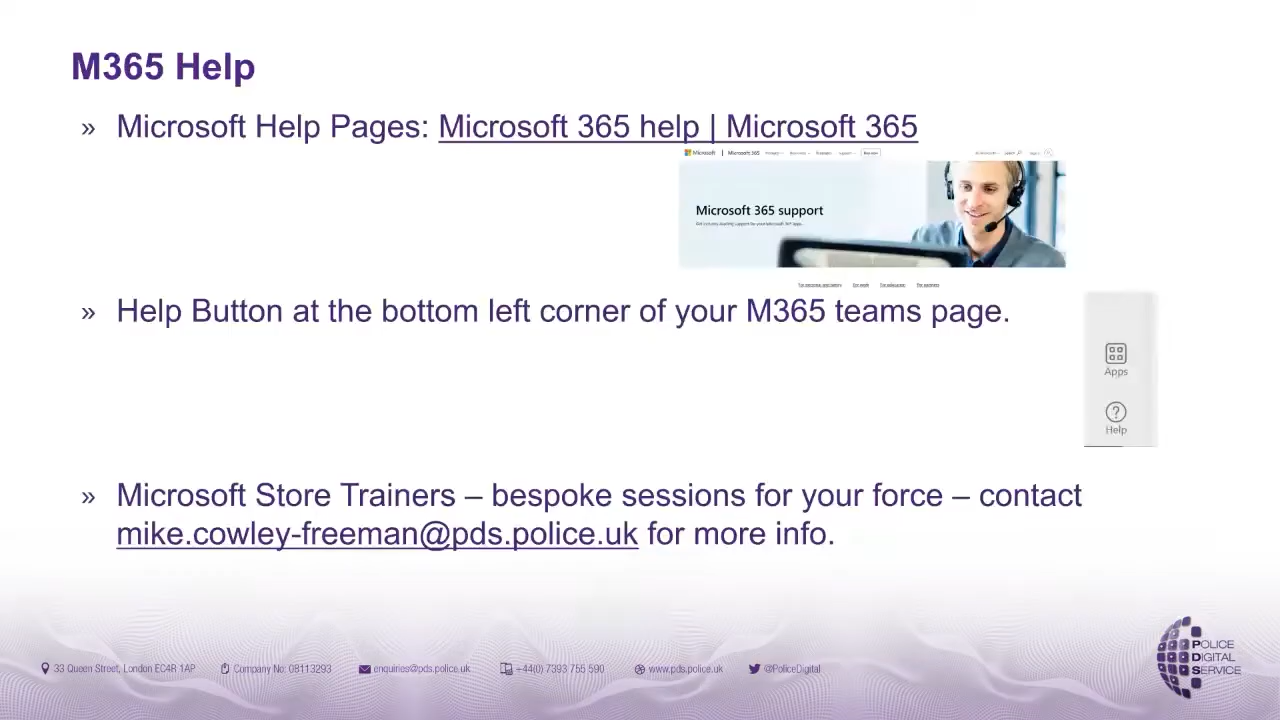 M365 Help
» Microsoft Help Pages: Microsoft 365 help | Microsoft 365
Microsoft | Microsoft 365
Microsoft 365 support
» Help Button at the bottom left corner of your M365 teams page.
Apps
Help
» Microsoft Store Trainers – bespoke sessions for your force – contact
mike.cowley-freeman@pds.police.uk for more info.
33 Queen Street, London EC4R 1AP
Company No: 08113293
enquiries@pds.police.uk
+44(0) 7393 755 590
www.pds.police.uk
@PoliceDigital
POLICE
DIGITAL
SERVICE